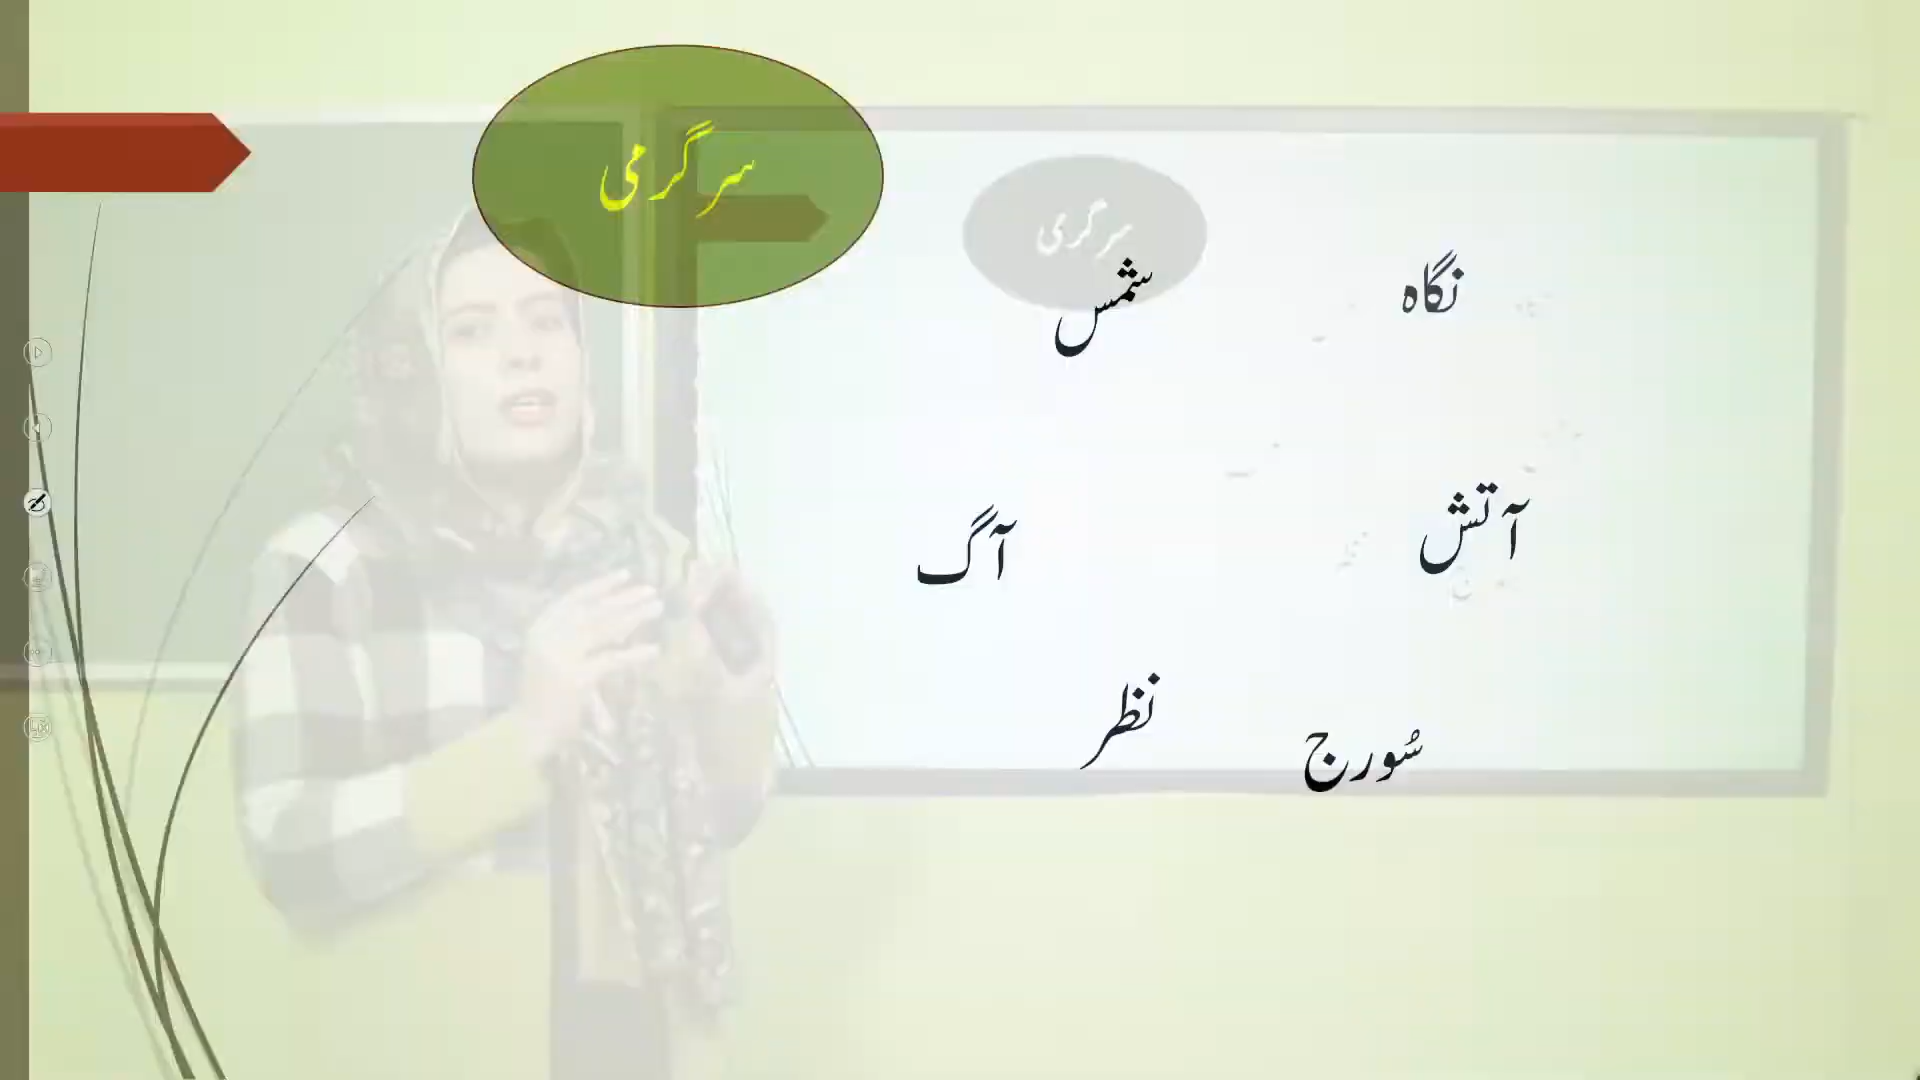 سرگرمی
سرگرمی
نگاہ
شمس
آتش
آگ
نظر
سُورج